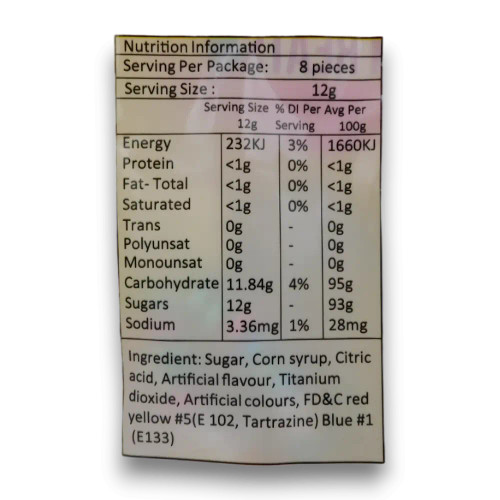 Nutrition Information
Serving Per Package: 8 pieces
Serving Size : 12g
Serving Size % DI Per Avg Per
12g Serving 100g
Energy 232KJ 3% 1660KJ
Protein <1g 0% <1g
Fat- Total <1g 0% <1g
Saturated <1g 0% <1g
Trans 0g - 0g
Polyunsat 0g - 0g
Monounsat 0g - 0g
Carbohydrate 11.84g 4% 95g
Sugars 12g - 93g
Sodium 3.36mg 1% 28mg
Ingredient: Sugar, Corn syrup, Citric
acid, Artificial flavour, Titanium
dioxide, Artificial colours, FD&C red
yellow #5(E 102, Tartrazine) Blue #1
(E133)